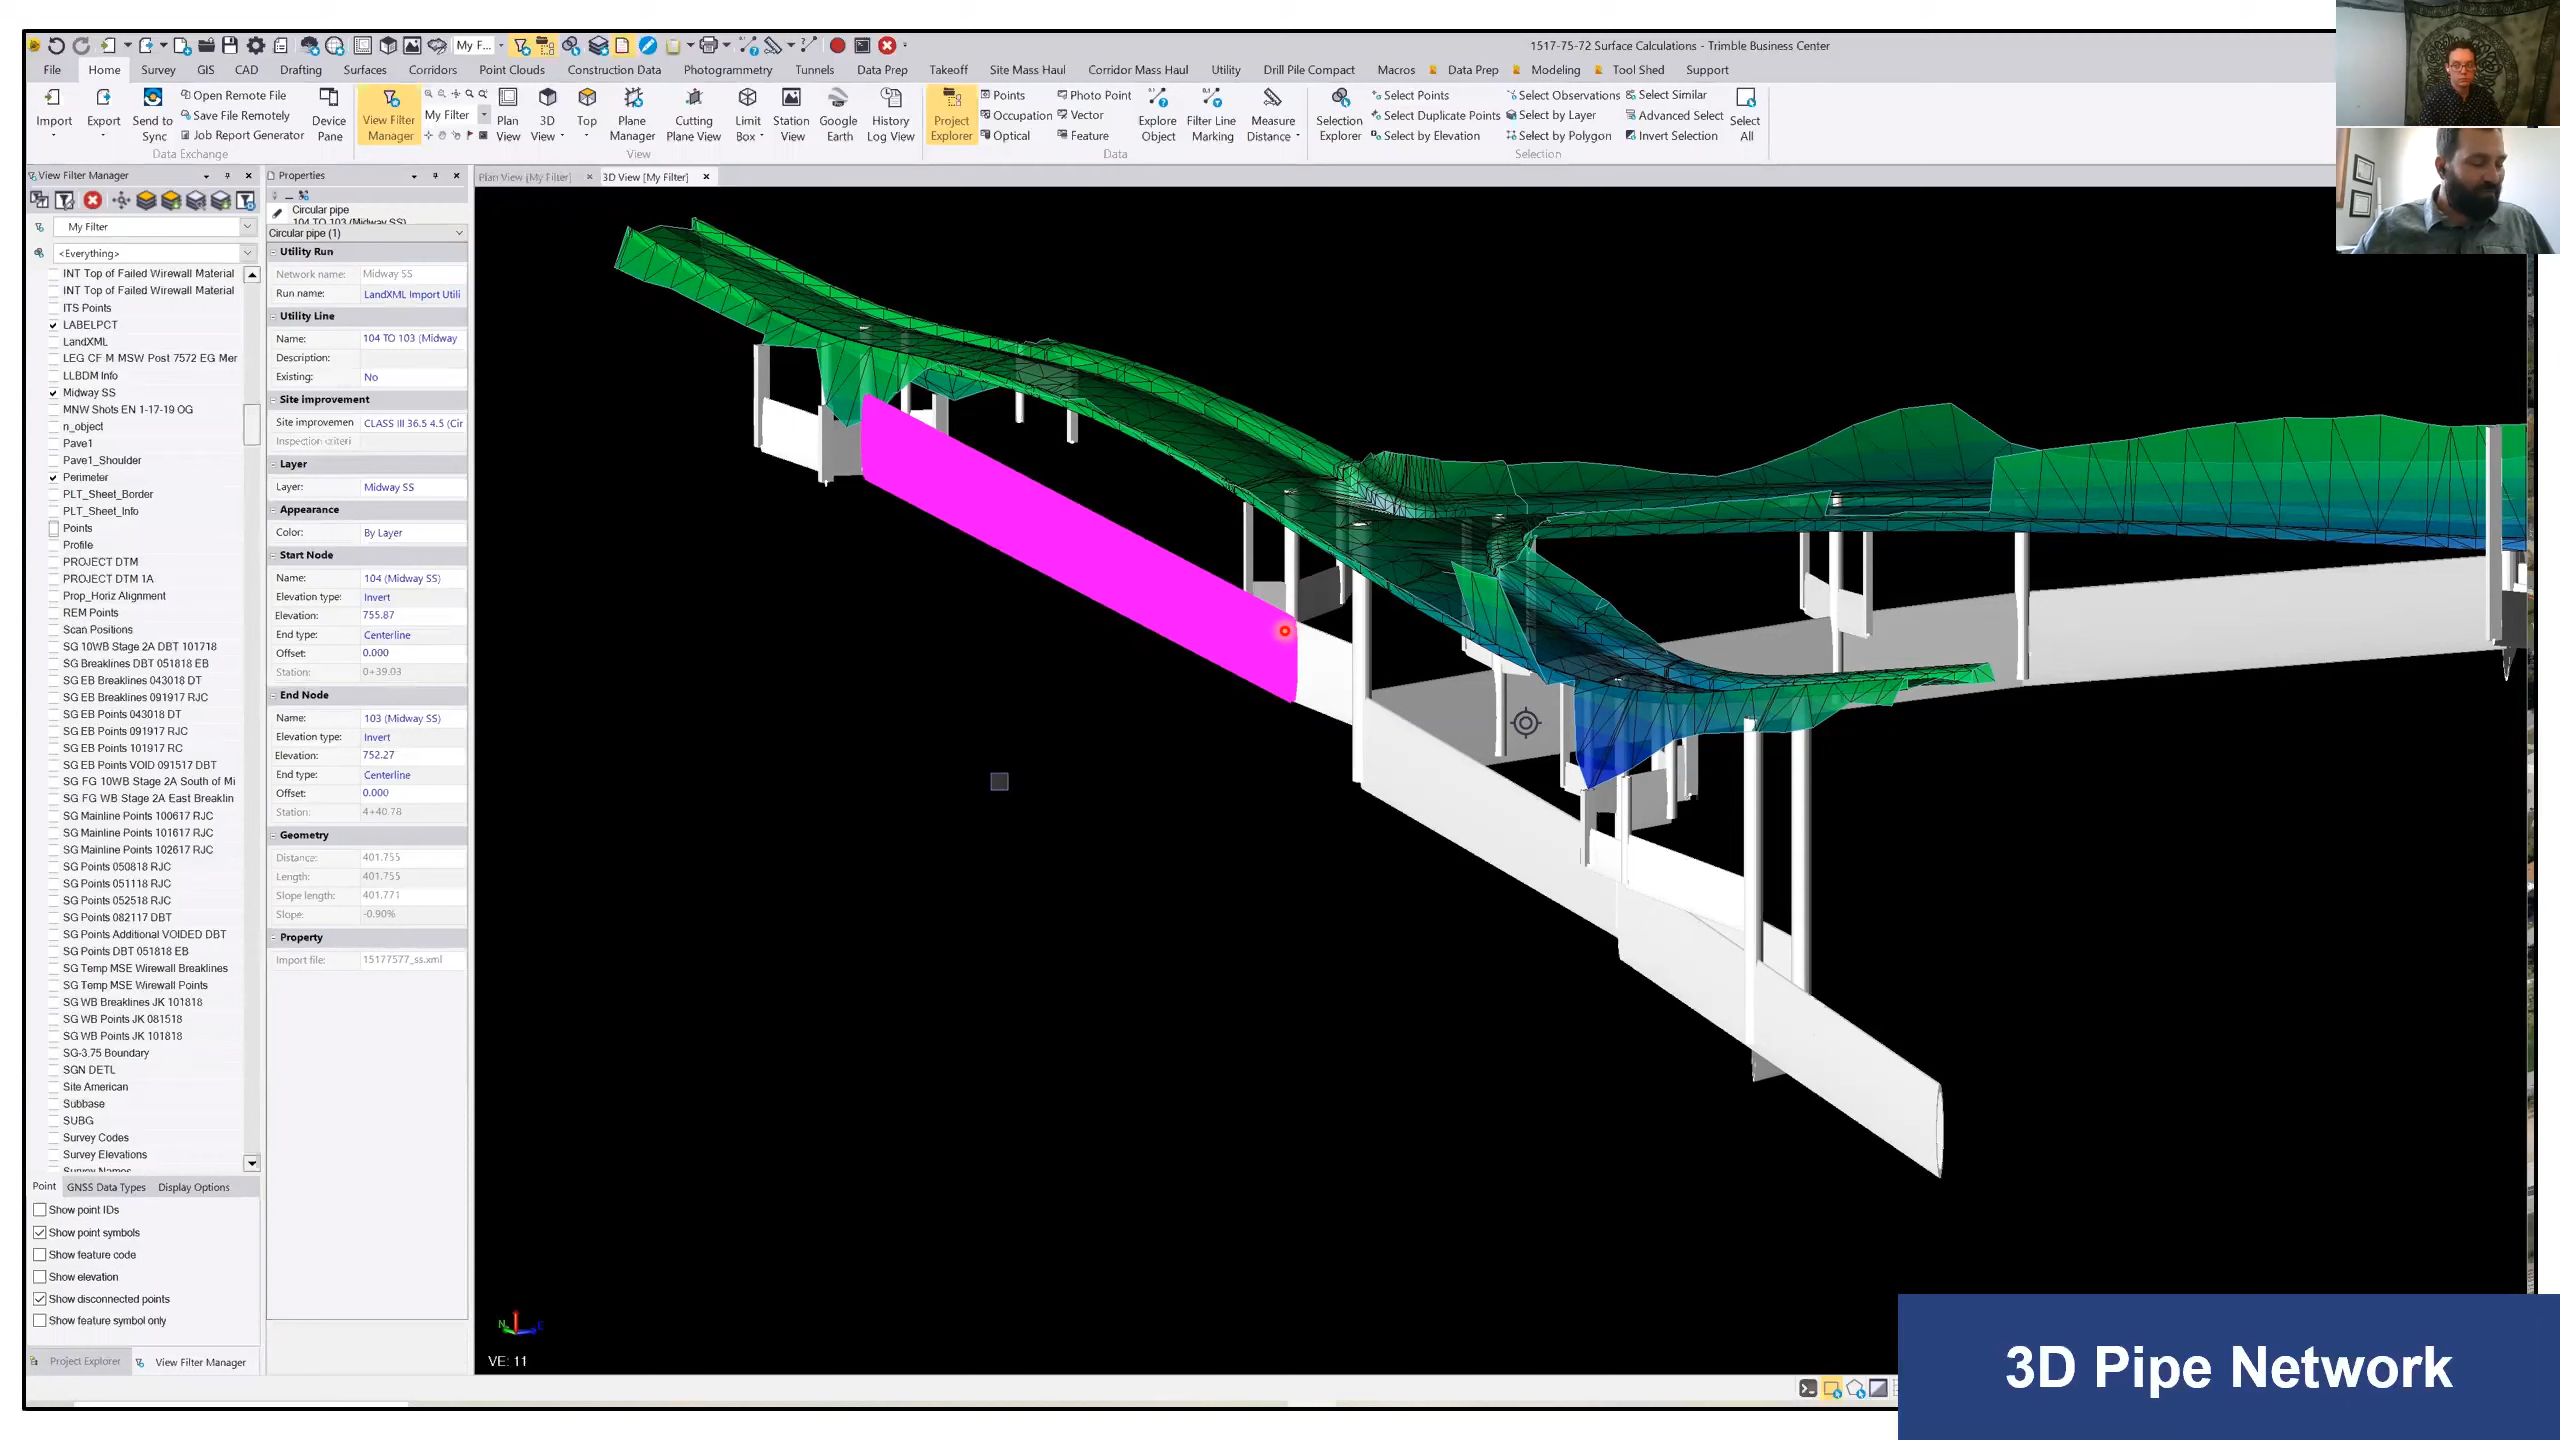 My F...
1517-75-72 Surface Calculations - Trimble Business Center
File Home Survey GIS CAD Drafting Surfaces Corridors Point Clouds Construction Data Photogrammetry Tunnels Data Prep Takeoff Site Mass Haul Corridor Mass Haul Utility Drill Pile Compact Macros Data Prep Modeling Tool Shed Support
Import
Export
Send to Sync
Open Remote File
Save File Remotely
Job Report Generator
Device Pane
Data Exchange
View Filter Manager
My Filter
Plan View
3D View
Top
Plane Manager
Cutting Plane View
Limit Box
Station View
Google Earth
History Log View
View
Project Explorer
Points
Occupation
Optical
Photo Point
Vector
Feature
Explore Object
Filter Line Marking
Measure Distance
Data
Selection Explorer
Select Points
Select Duplicate Points
Select by Elevation
Select Observations
Select by Layer
Select by Polygon
Select Similar
Advanced Select
Invert Selection
Select All
Selection
View Filter Manager
My Filter
<Everything>
INT Top of Failed Wirewall Material
INT Top of Failed Wirewall Material
ITS Points
LABELPCT
LandXML
LEG CF M MSW Post 7572 EG Mer
LLBDM Info
Midway SS
MNW Shots EN 1-17-19 OG
n_object
Pave1
Pave1_Shoulder
Perimeter
PLT_Sheet_Border
PLT_Sheet_Info
Points
Profile
PROJECT DTM
PROJECT DTM 1A
Prop_Horiz Alignment
REM Points
Scan Positions
SG 10WB Stage 2A DBT 101718
SG Breaklines DBT 051818 EB
SG EB Breaklines 043018 DT
SG EB Breaklines 091917 RJC
SG EB Points 043018 DT
SG EB Points 091917 RJC
SG EB Points 101917 RC
SG EB Points VOID 091517 DBT
SG FG 10WB Stage 2A South of Mi
SG FG WB Stage 2A East Breaklin
SG Mainline Points 100617 RJC
SG Mainline Points 101617 RJC
SG Mainline Points 102617 RJC
SG Points 050818 RJC
SG Points 051118 RJC
SG Points 052518 RJC
SG Points 082117 DBT
SG Points Additional VOIDED DBT
SG Points DBT 051818 EB
SG Temp MSE Wirewall Breaklines
SG Temp MSE Wirewall Points
SG WB Breaklines JK 101818
SG WB Points JK 081518
SG WB Points JK 101818
SG-3.75 Boundary
SGN DETL
Site American
Subbase
SUBG
Survey Codes
Survey Elevations
Survey Names
Point GNSS Data Types Display Options
Show point IDs
Show point symbols
Show feature code
Show elevation
Show disconnected points
Show feature symbol only
Project Explorer View Filter Manager
Properties
Circular pipe
104 TO 103 (Midway SS)
Circular pipe (1)
Utility Run
Network name: Midway SS
Run name: LandXML Import Utili
Utility Line
Name: 104 TO 103 (Midway
Description:
Existing: No
Site improvement
Site improvemen CLASS III 36.5 4.5 (Cir
Inspection criteri
Layer
Layer: Midway SS
Appearance
Color: By Layer
Start Node
Name: 104 (Midway SS)
Elevation type: Invert
Elevation: 755.87
End type: Centerline
Offset: 0.000
Station: 0+39.03
End Node
Name: 103 (Midway SS)
Elevation type: Invert
Elevation: 752.27
End type: Centerline
Offset: 0.000
Station: 4+40.78
Geometry
Distance: 401.755
Length: 401.755
Slope length: 401.771
Slope: -0.90%
Property
Import file: 15177577_ss.xml
Plan View [My Filter] 3D View [My Filter]
N E
VE: 11
3D Pipe Network